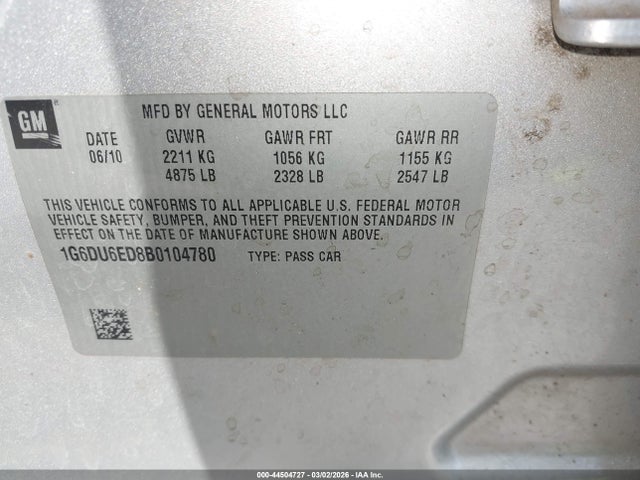 GM
MFD BY GENERAL MOTORS LLC
DATE GVWR GAWR FRT GAWR RR
06/10 2211 KG 1056 KG 1155 KG
4875 LB 2328 LB 2547 LB
THIS VEHICLE CONFORMS TO ALL APPLICABLE U.S. FEDERAL MOTOR
VEHICLE SAFETY, BUMPER, AND THEFT PREVENTION STANDARDS IN
EFFECT ON THE DATE OF MANUFACTURE SHOWN ABOVE.
1G6DU6ED8B0104780 TYPE: PASS CAR
000-44504727 - 03/02/2026 - IAA Inc.